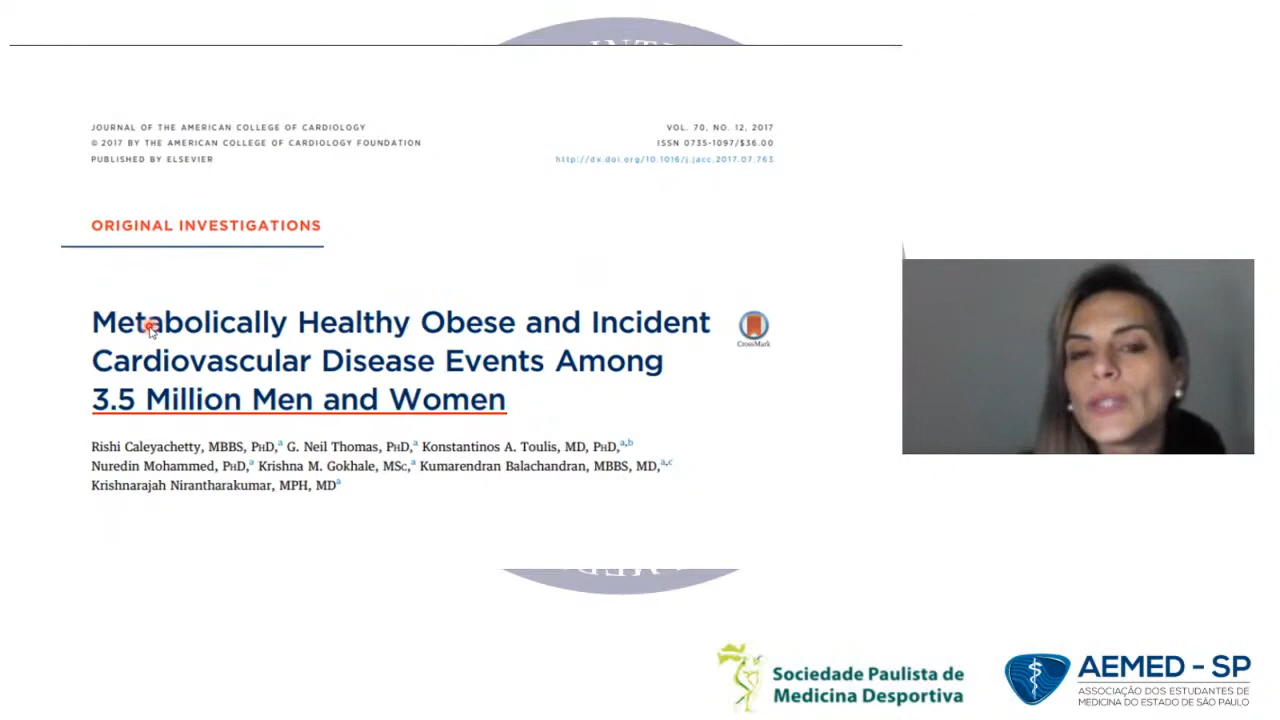 JOURNAL OF THE AMERICAN COLLEGE OF CARDIOLOGY
© 2017 BY THE AMERICAN COLLEGE OF CARDIOLOGY FOUNDATION
PUBLISHED BY ELSEVIER
VOL. 70, NO. 12, 2017
ISSN 0735-1097/$36.00
http://dx.doi.org/10.1016/j.jacc.2017.07.763
ORIGINAL INVESTIGATIONS
Metabolically Healthy Obese and Incident
Cardiovascular Disease Events Among
3.5 Million Men and Women
CrossMark
Rishi Caleyachetty, MBBS, PhD,a G. Neil Thomas, PhD,a Konstantinos A. Toulis, MD, PhD,a,b
Nuredin Mohammed, PhD,a Krishna M. Gokhale, MSc,a Kumarendran Balachandran, MBBS, MD,a,c
Krishnarajah Nirantharakumar, MPH, MDa
Sociedade Paulista de
Medicina Desportiva
AEMED - SP
ASSOCIAÇÃO DOS ESTUDANTES DE
MEDICINA DO ESTADO DE SÃO PAULO